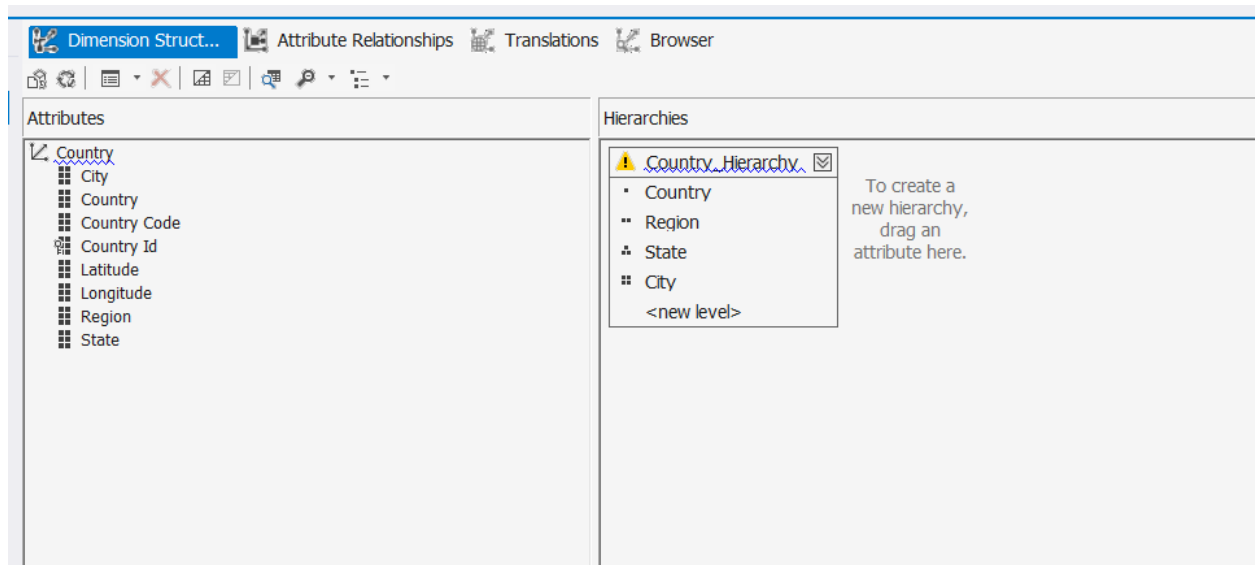 Dimension Struct... Attribute Relationships Translations Browser
Attributes
Country
City
Country
Country Code
Country Id
Latitude
Longitude
Region
State
Hierarchies
Country_Hierarchy
Country
Region
State
City
<new level>
To create a
new hierarchy,
drag an
attribute here.